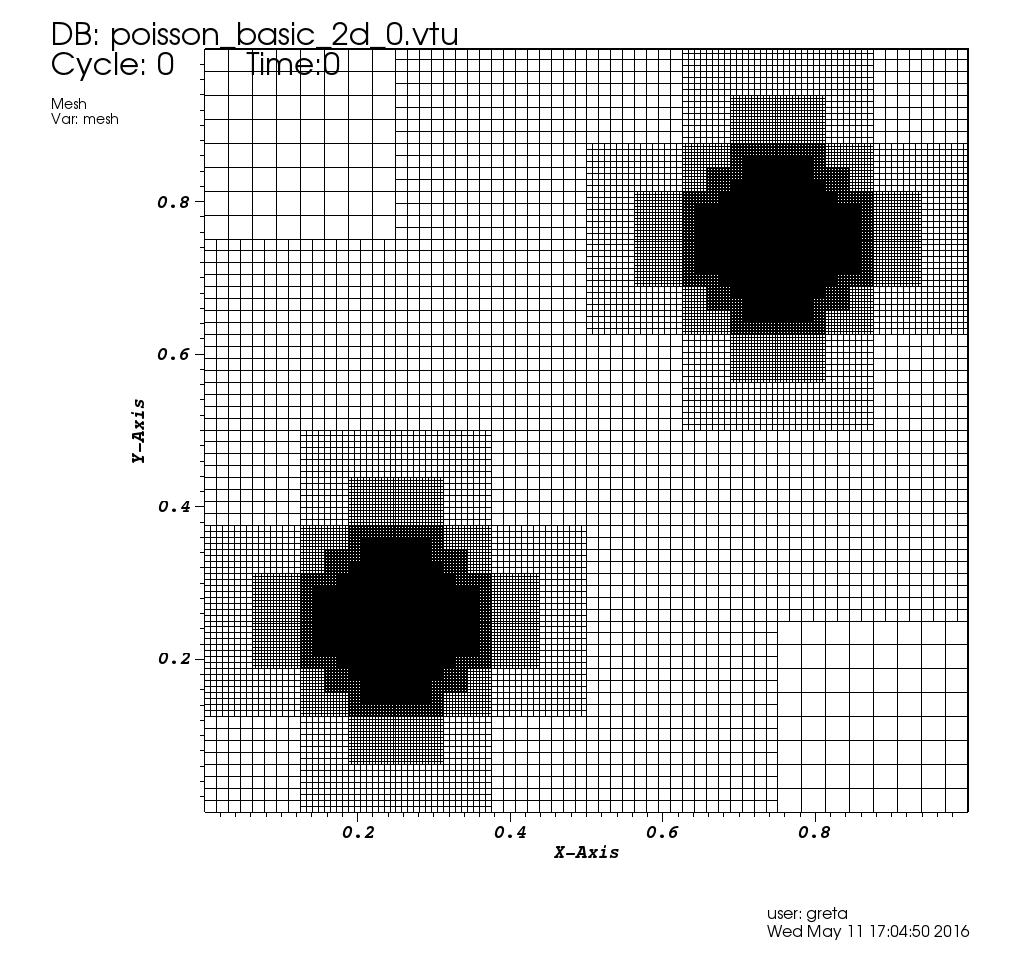 DB: poisson_basic_2d_0.vtu
Cycle: 0 Time:0
Mesh
Var: mesh
0.8
0.6
Y-Axis
0.4
0.2
0.2 0.4 0.6 0.8
X-Axis
user: greta
Wed May 11 17:04:50 2016